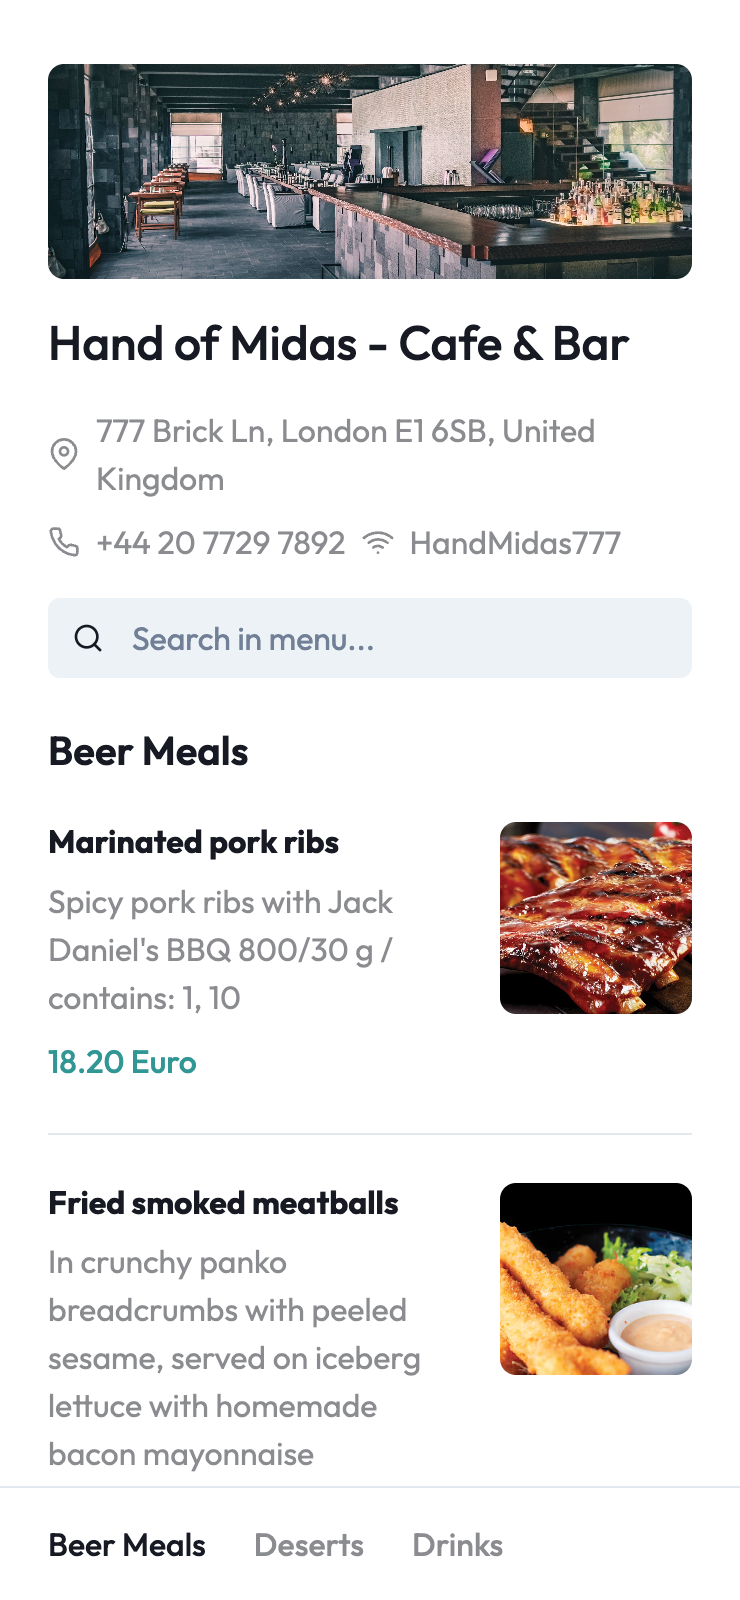 Hand of Midas - Cafe & Bar
777 Brick Ln, London E1 6SB, United
Kingdom
+44 20 7729 7892 HandMidas777
Search in menu...
Beer Meals
Marinated pork ribs
Spicy pork ribs with Jack
Daniel's BBQ 800/30 g /
contains: 1, 10
18.20 Euro
Fried smoked meatballs
In crunchy panko
breadcrumbs with peeled
sesame, served on iceberg
lettuce with homemade
bacon mayonnaise
Beer Meals Deserts Drinks